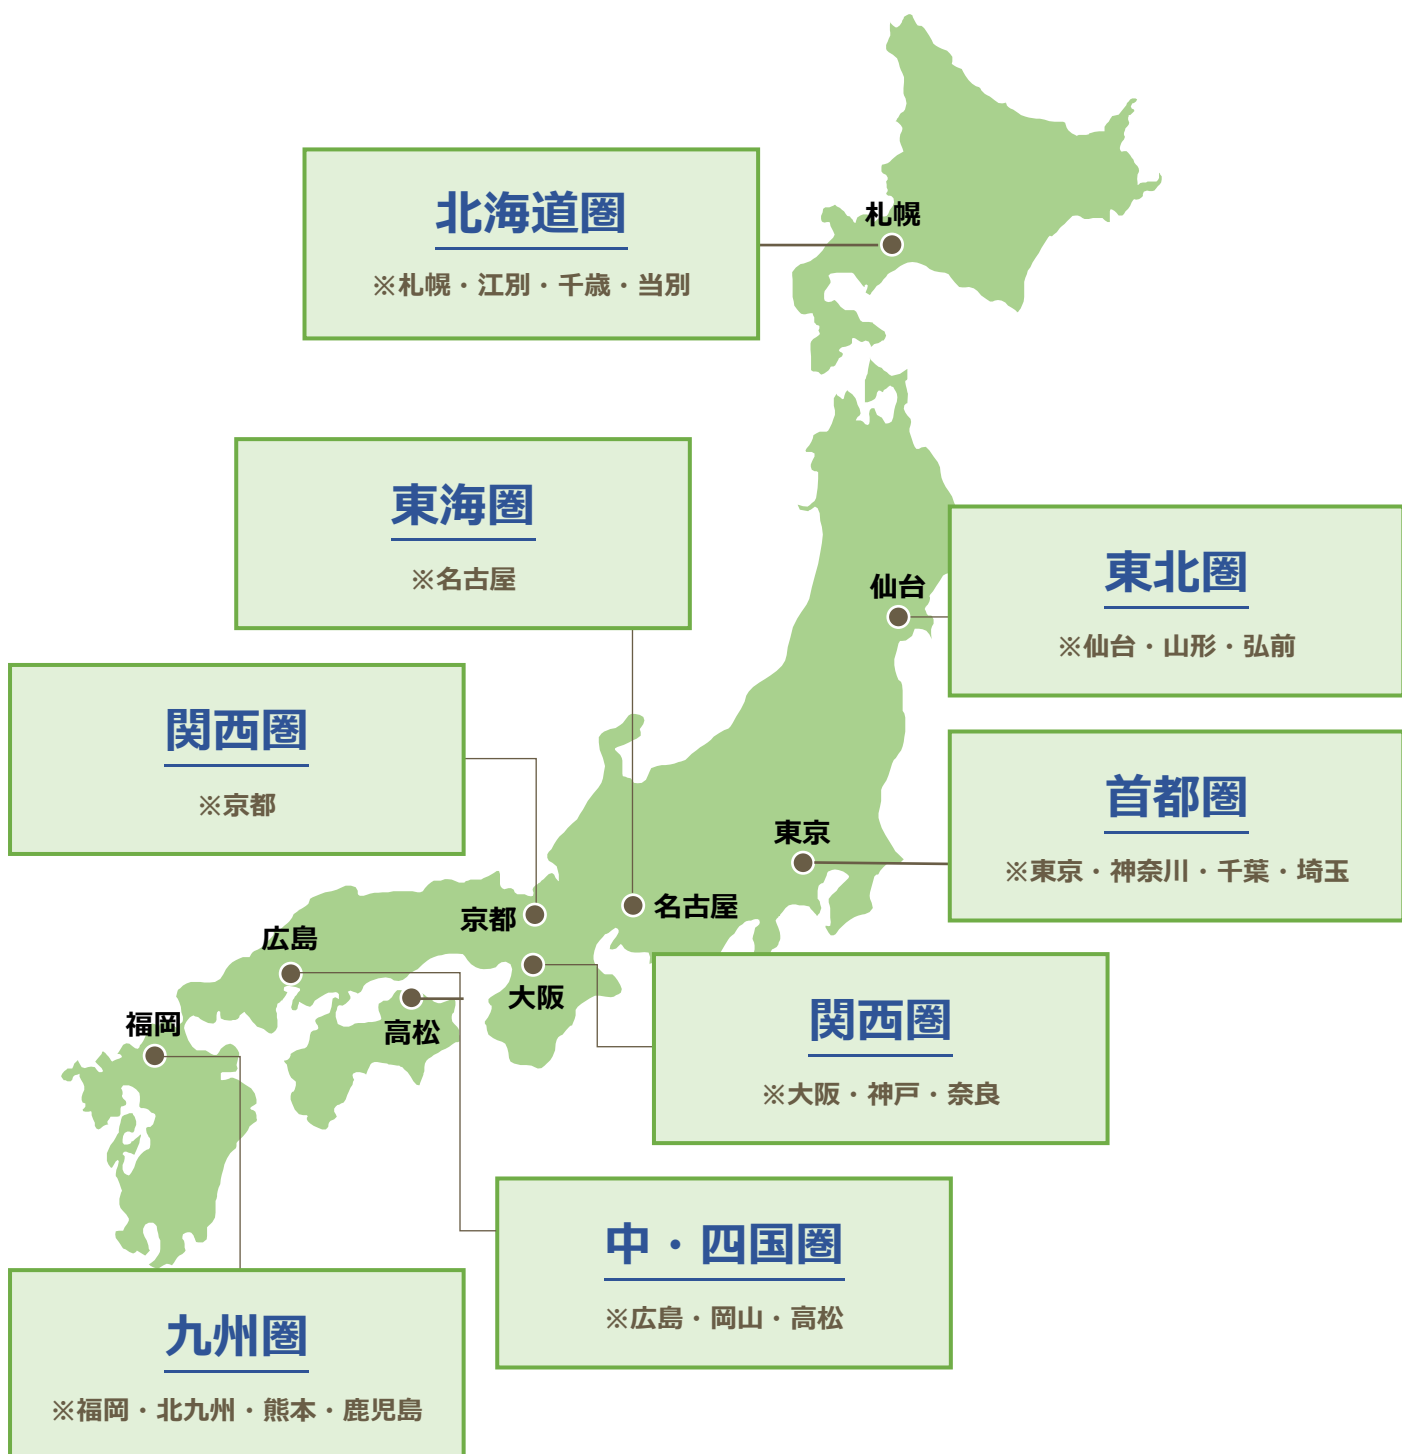 北海道圏
※札幌・江別・千歳・当別
札幌
東海圏
※名古屋
東北圏
※仙台・山形・弘前
仙台
関西圏
※京都
首都圏
※東京・神奈川・千葉・埼玉
東京
京都
名古屋
広島
大阪
高松
福岡
関西圏
※大阪・神戸・奈良
中・四国圏
※広島・岡山・高松
九州圏
※福岡・北九州・熊本・鹿児島